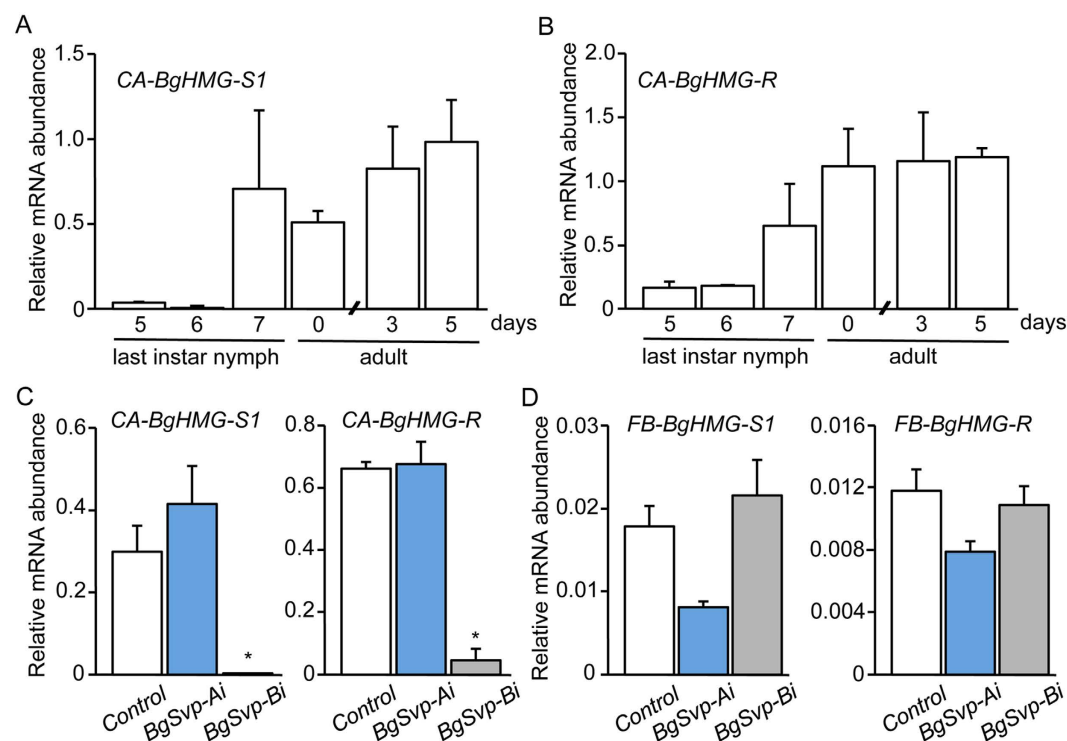 A
Relative mRNA abundance
CA-BgHMG-S1
1.5
1.0
0.5
0
5 6 7 0 3 5 days
last instar nymph adult
B
Relative mRNA abundance
CA-BgHMG-R
2.0
1.5
1.0
0.5
0
5 6 7 0 3 5 days
last instar nymph adult
C
Relative mRNA abundance
CA-BgHMG-S1
0.6
0.4
0.2
0
*
Control BgSvp-Ai BgSvp-Bi
CA-BgHMG-R
0.8
0.6
0.4
0.2
0
*
Control BgSvp-Ai BgSvp-Bi
D
Relative mRNA abundance
FB-BgHMG-S1
0.03
0.02
0.01
0
Control BgSvp-Ai BgSvp-Bi
FB-BgHMG-R
0.016
0.012
0.008
0.004
0
Control BgSvp-Ai BgSvp-Bi